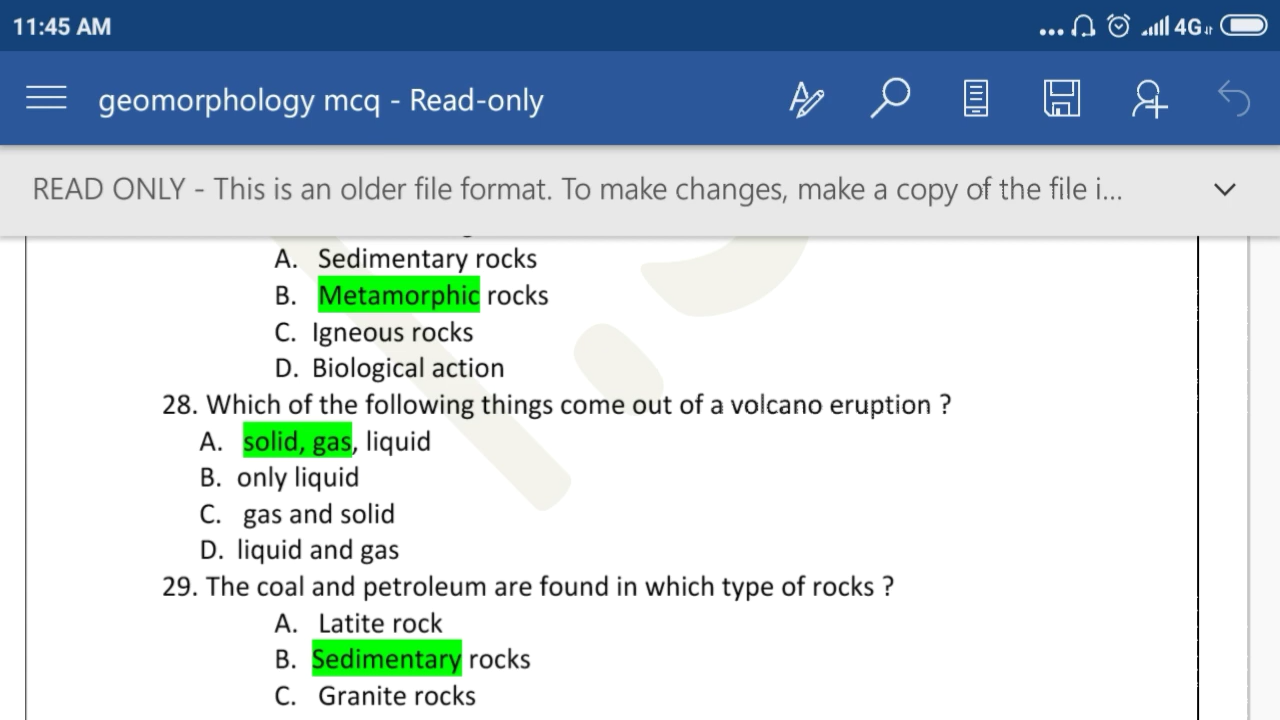 11:45 AM
4G
geomorphology mcq - Read-only
READ ONLY - This is an older file format. To make changes, make a copy of the file i...
A. Sedimentary rocks
B. Metamorphic rocks
C. Igneous rocks
D. Biological action
28. Which of the following things come out of a volcano eruption ?
A. solid, gas, liquid
B. only liquid
C. gas and solid
D. liquid and gas
29. The coal and petroleum are found in which type of rocks ?
A. Latite rock
B. Sedimentary rocks
C. Granite rocks